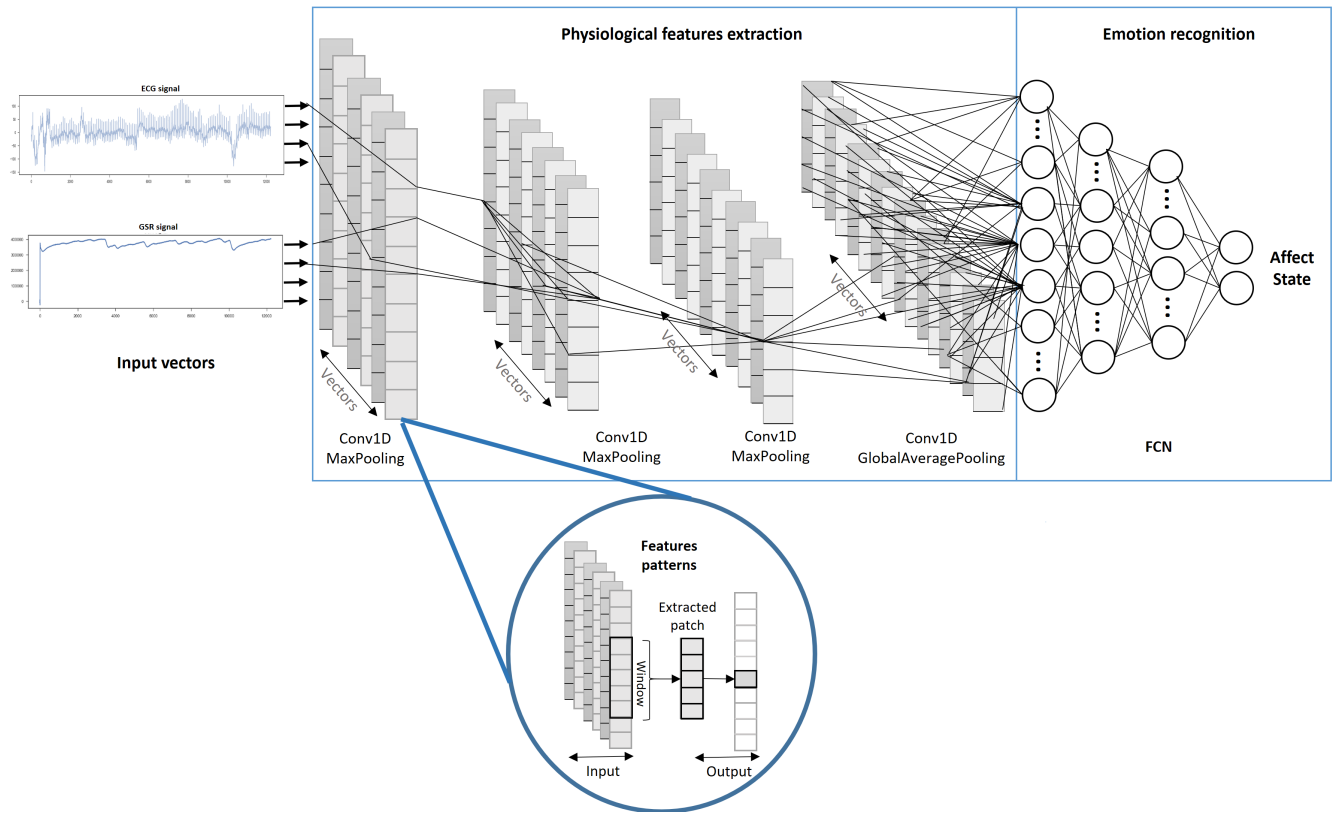 Physiological features extraction
Emotion recognition
ECG signal
GSR signal
Input vectors
Vectors
Vectors
Vectors
Vectors
Conv1D
MaxPooling
Conv1D
MaxPooling
Conv1D
MaxPooling
Conv1D
GlobalAveragePooling
FCN
Affect
State
Features
patterns
Extracted
patch
Window
Input
Output